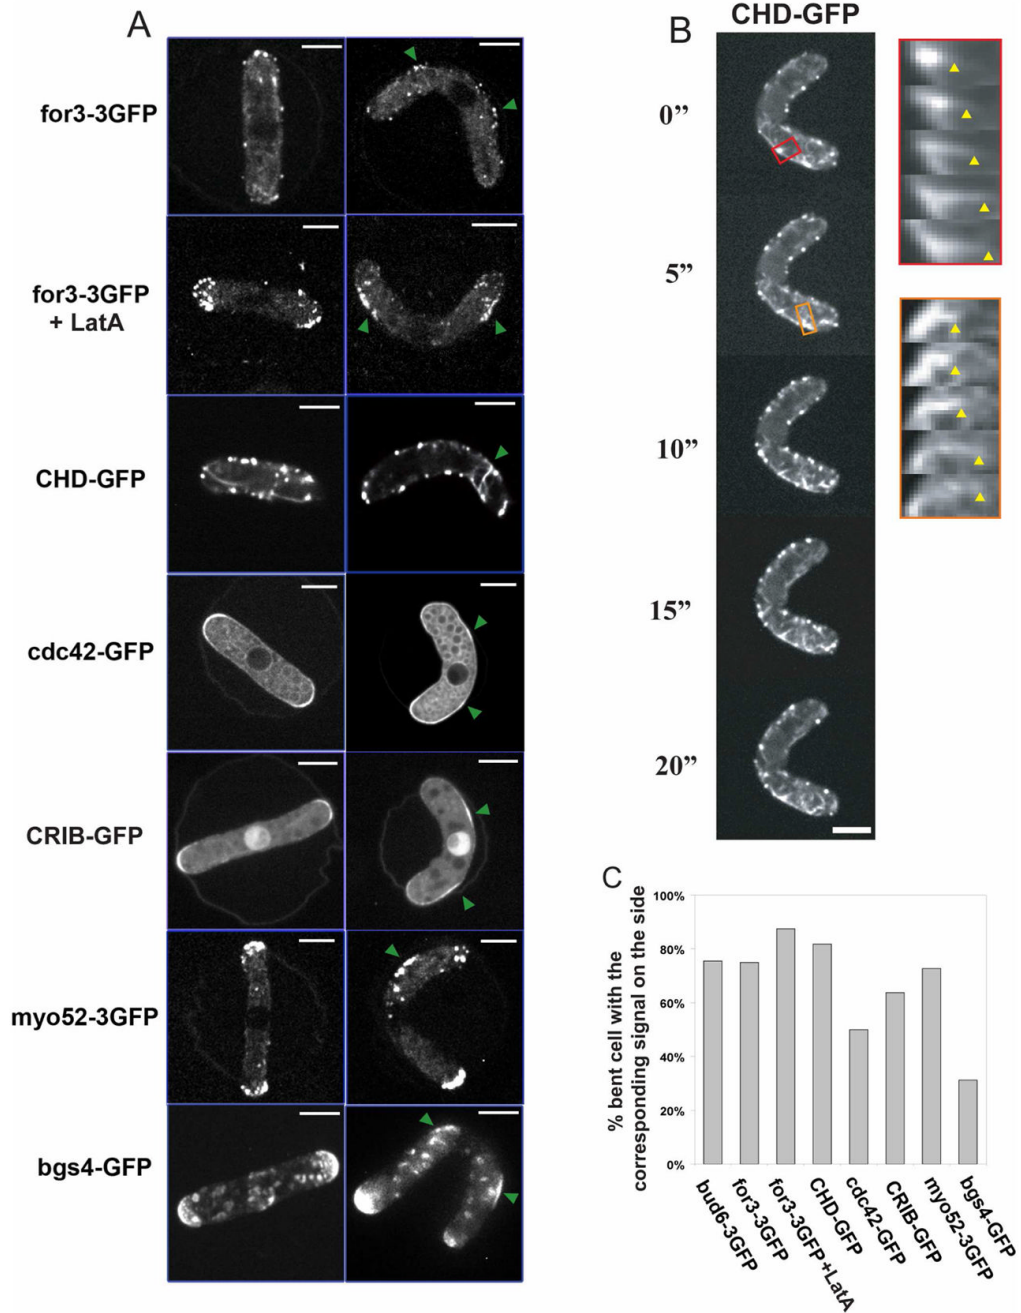 A
for3-3GFP
for3-3GFP
+ LatA
CHD-GFP
cdc42-GFP
CRIB-GFP
myo52-3GFP
bgs4-GFP
B
CHD-GFP
0”
5”
10”
15”
20”
C
% bent cell with the
corresponding signal on the side
100%
80%
60%
40%
20%
0%
bud6-3GFP
for3-3GFP
for3-3GFP+LatA
CHD-GFP
cdc42-GFP
CRIB-GFP
myo52-3GFP
bgs4-GFP